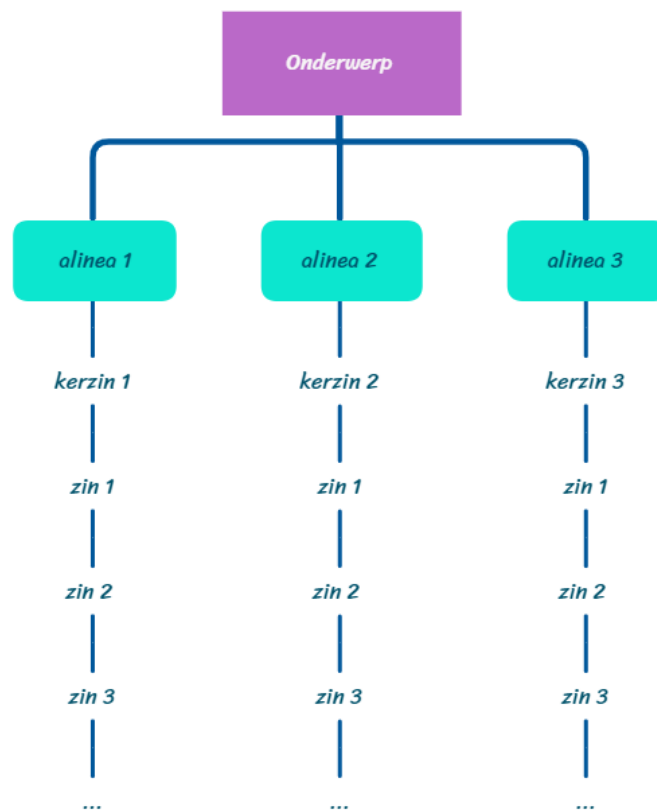 Onderwerp
alinea 1
alinea 2
alinea 3
kerzin 1
kerzin 2
kerzin 3
zin 1
zin 1
zin 1
zin 2
zin 2
zin 2
zin 3
zin 3
zin 3
...
...
...